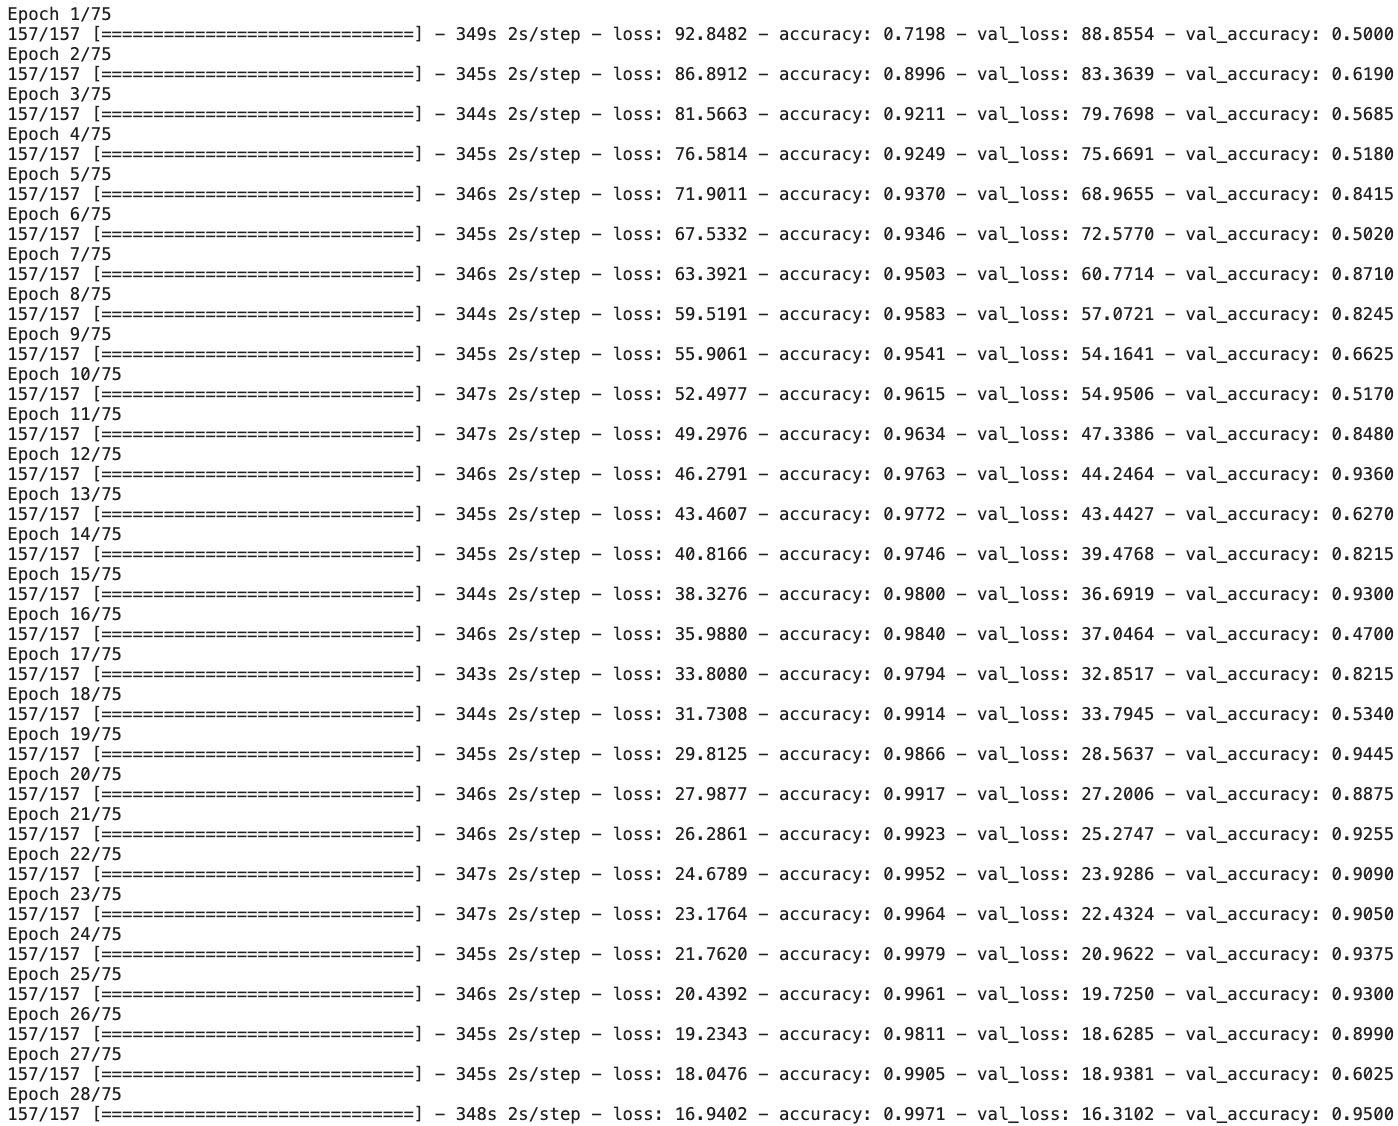 Epoch 1/75
157/157 [==============================] - 349s 2s/step - loss: 92.8482 - accuracy: 0.7198 - val_loss: 88.8554 - val_accuracy: 0.5000
Epoch 2/75
157/157 [==============================] - 345s 2s/step - loss: 86.8912 - accuracy: 0.8996 - val_loss: 83.3639 - val_accuracy: 0.6190
Epoch 3/75
157/157 [==============================] - 344s 2s/step - loss: 81.5663 - accuracy: 0.9211 - val_loss: 79.7698 - val_accuracy: 0.5685
Epoch 4/75
157/157 [==============================] - 345s 2s/step - loss: 76.5814 - accuracy: 0.9249 - val_loss: 75.6691 - val_accuracy: 0.5180
Epoch 5/75
157/157 [==============================] - 346s 2s/step - loss: 71.9011 - accuracy: 0.9370 - val_loss: 68.9655 - val_accuracy: 0.8415
Epoch 6/75
157/157 [==============================] - 345s 2s/step - loss: 67.5332 - accuracy: 0.9346 - val_loss: 72.5770 - val_accuracy: 0.5020
Epoch 7/75
157/157 [==============================] - 346s 2s/step - loss: 63.3921 - accuracy: 0.9503 - val_loss: 60.7714 - val_accuracy: 0.8710
Epoch 8/75
157/157 [==============================] - 344s 2s/step - loss: 59.5191 - accuracy: 0.9583 - val_loss: 57.0721 - val_accuracy: 0.8245
Epoch 9/75
157/157 [==============================] - 345s 2s/step - loss: 55.9061 - accuracy: 0.9541 - val_loss: 54.1641 - val_accuracy: 0.6625
Epoch 10/75
157/157 [==============================] - 347s 2s/step - loss: 52.4977 - accuracy: 0.9615 - val_loss: 54.9506 - val_accuracy: 0.5170
Epoch 11/75
157/157 [==============================] - 347s 2s/step - loss: 49.2976 - accuracy: 0.9634 - val_loss: 47.3386 - val_accuracy: 0.8480
Epoch 12/75
157/157 [==============================] - 346s 2s/step - loss: 46.2791 - accuracy: 0.9763 - val_loss: 44.2464 - val_accuracy: 0.9360
Epoch 13/75
157/157 [==============================] - 345s 2s/step - loss: 43.4607 - accuracy: 0.9772 - val_loss: 43.4427 - val_accuracy: 0.6270
Epoch 14/75
157/157 [==============================] - 345s 2s/step - loss: 40.8166 - accuracy: 0.9746 - val_loss: 39.4768 - val_accuracy: 0.8215
Epoch 15/75
157/157 [==============================] - 344s 2s/step - loss: 38.3276 - accuracy: 0.9800 - val_loss: 36.6919 - val_accuracy: 0.9300
Epoch 16/75
157/157 [==============================] - 346s 2s/step - loss: 35.9880 - accuracy: 0.9840 - val_loss: 37.0464 - val_accuracy: 0.4700
Epoch 17/75
157/157 [==============================] - 343s 2s/step - loss: 33.8080 - accuracy: 0.9794 - val_loss: 32.8517 - val_accuracy: 0.8215
Epoch 18/75
157/157 [==============================] - 344s 2s/step - loss: 31.7308 - accuracy: 0.9914 - val_loss: 33.7945 - val_accuracy: 0.5340
Epoch 19/75
157/157 [==============================] - 345s 2s/step - loss: 29.8125 - accuracy: 0.9866 - val_loss: 28.5637 - val_accuracy: 0.9445
Epoch 20/75
157/157 [==============================] - 346s 2s/step - loss: 27.9877 - accuracy: 0.9917 - val_loss: 27.2006 - val_accuracy: 0.8875
Epoch 21/75
157/157 [==============================] - 346s 2s/step - loss: 26.2861 - accuracy: 0.9923 - val_loss: 25.2747 - val_accuracy: 0.9255
Epoch 22/75
157/157 [==============================] - 347s 2s/step - loss: 24.6789 - accuracy: 0.9952 - val_loss: 23.9286 - val_accuracy: 0.9090
Epoch 23/75
157/157 [==============================] - 347s 2s/step - loss: 23.1764 - accuracy: 0.9964 - val_loss: 22.4324 - val_accuracy: 0.9050
Epoch 24/75
157/157 [==============================] - 345s 2s/step - loss: 21.7620 - accuracy: 0.9979 - val_loss: 20.9622 - val_accuracy: 0.9375
Epoch 25/75
157/157 [==============================] - 346s 2s/step - loss: 20.4392 - accuracy: 0.9961 - val_loss: 19.7250 - val_accuracy: 0.9300
Epoch 26/75
157/157 [==============================] - 345s 2s/step - loss: 19.2343 - accuracy: 0.9811 - val_loss: 18.6285 - val_accuracy: 0.8990
Epoch 27/75
157/157 [==============================] - 345s 2s/step - loss: 18.0476 - accuracy: 0.9905 - val_loss: 18.9381 - val_accuracy: 0.6025
Epoch 28/75
157/157 [==============================] - 348s 2s/step - loss: 16.9402 - accuracy: 0.9971 - val_loss: 16.3102 - val_accuracy: 0.9500